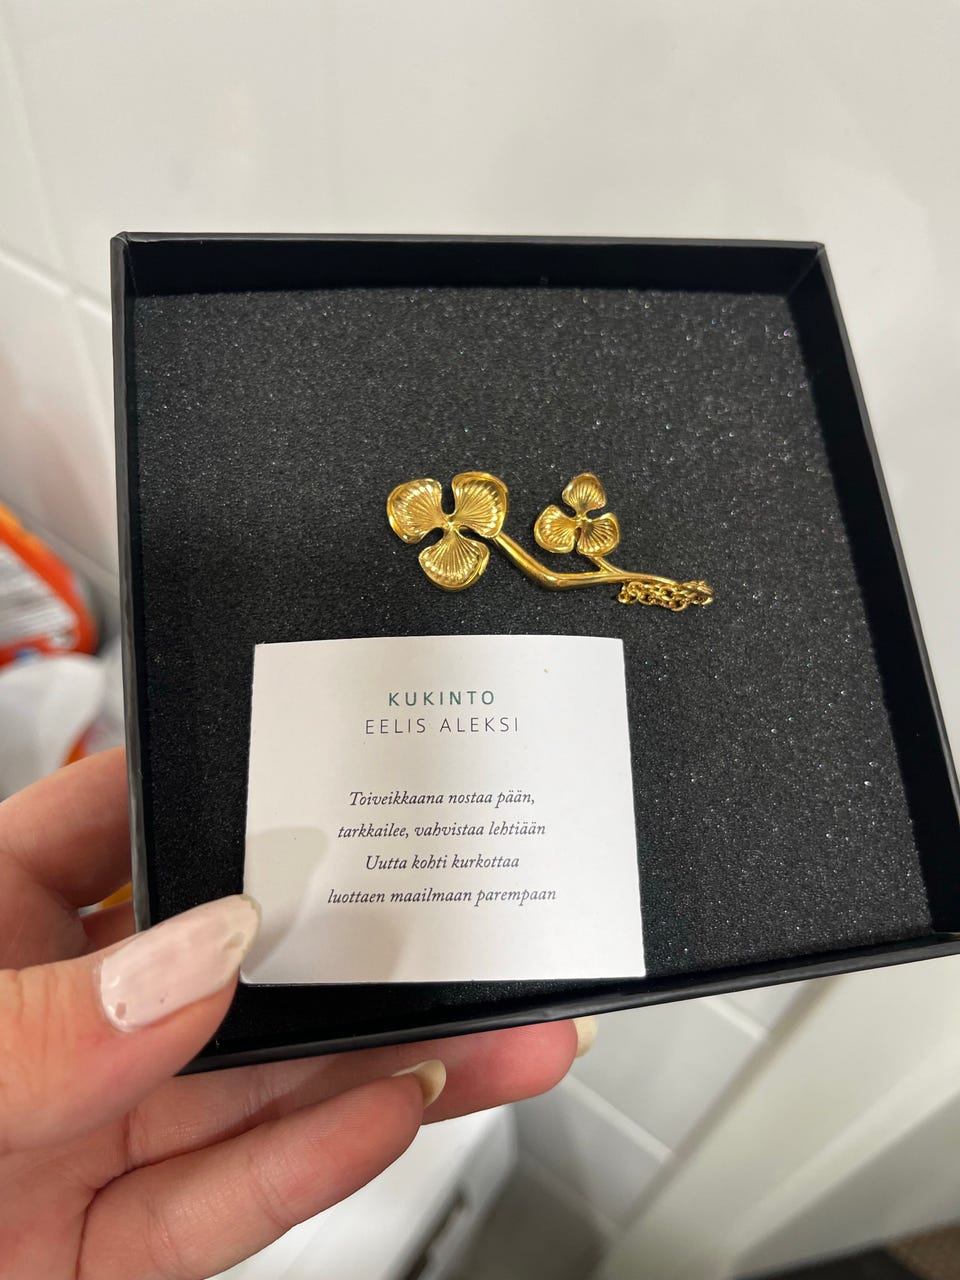 KUKINTO
EELIS ALEKSI
Toiveikkaana nostaa pään,
tarkkailee, vahvistaa lehtiään
Uutta kohti kurkottaa
luottaen maailmaan parempaan